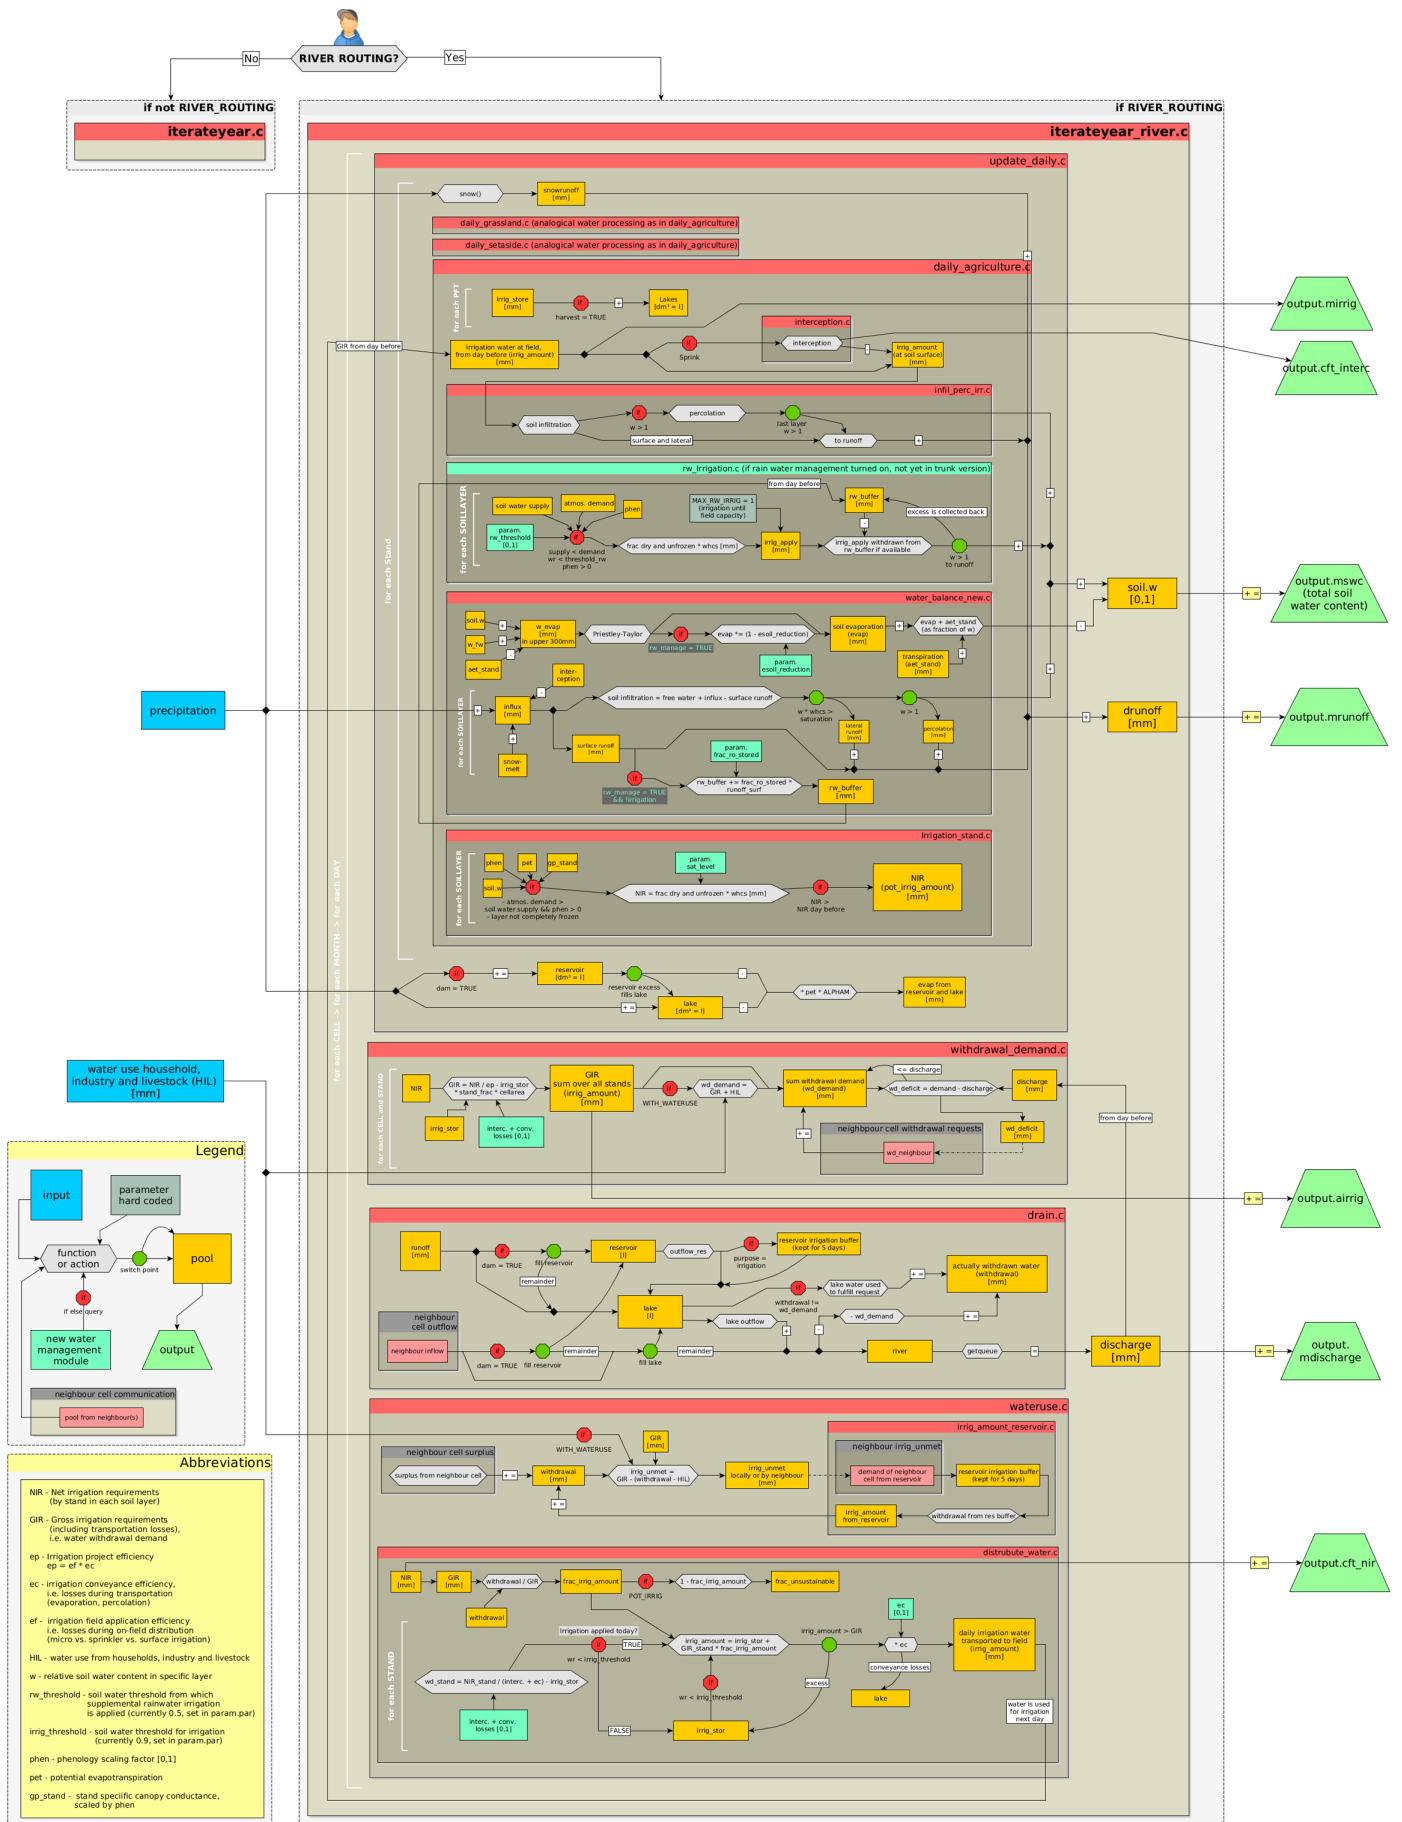 RIVER ROUTING?
No
Yes
if not RIVER_ROUTING
iterateyear.c
if RIVER_ROUTING
iterateyear_river.c
for each CELL -> for each MONTH -> for each DAY
update_daily.c
for each Stand
snow()
snowrunoff
[mm]
daily_grassland.c (analogical water processing as in daily_agriculture)
daily_setaside.c (analogical water processing as in daily_agriculture)
+
daily_agriculture.c
for each PFT
irrig_store
[mm]
if
harvest = TRUE
+
Lakes
[dm³ = l]
output.mirrig
GIR from day before
irrigation water at field,
from day before (irrig_amount)
[mm]
if
Sprink
interception.c
interception
-
irrig_amount
(at soil surface)
[mm]
output.cft_interc
infil_perc_irr.c
soil infiltration
if
w > 1
percolation
last layer
w > 1
surface and lateral
to runoff
+
rw_Irrigation.c (if rain water management turned on, not yet in trunk version)
for each SOILLAYER
from day before
soil water supply
atmos. demand
phen
param.
rw_threshold
[0,1]
if
supply < demand
wr < threshold_rw
phen > 0
MAX_RW_IRRIG = 1
(irrigation until
field capacity)
frac dry and unfrozen * whcs [mm]
irrig_apply
[mm]
rw_buffer
[mm]
-
excess is collected back
irrig_apply withdrawn from
rw_buffer if available
w > 1
to runoff
+
+
+
soil.w
[0,1]
+ =
output.mswc
(total soil
water content)
water_balance_new.c
soil.w
+
w_fw
+
aet_stand
-
w_evap
[mm]
in upper 300mm
Priestley-Taylor
if
rw_manage = TRUE
evap *= (1 - esoil_reduction)
param.
esoil_reduction
soil evaporation
(evap)
[mm]
+
evap + aet_stand
(as fraction of w)
-
+
transpiration
(aet_stand)
[mm]
+
for each SOILLAYER
inter-
ception
-
precipitation
+
influx
[mm]
+
snow-
melt
soil infiltration = free water + influx - surface runoff
w * whcs >
saturation
w > 1
lateral
runoff
[mm]
+
percolation
[mm]
+
surface runoff
[mm]
if
rw_manage = TRUE
&& !irrigation
param.
frac_ro_stored
rw_buffer += frac_ro_stored *
runoff_surf
rw_buffer
[mm]
+
drunoff
[mm]
+ =
output.mrunoff
Irrigation_stand.c
for each SOILLAYER
phen
pet
gp_stand
soil.w
if
- atmos. demand >
soil water supply && phen > 0
- layer not completely frozen
param.
sat_level
NIR = frac dry and unfrozen * whcs [mm]
if
NIR >
NIR day before
NIR
(pot_irrig_amount)
[mm]
if
dam = TRUE
+ =
reservoir
[dm³ = l]
reservoir excess
fills lake
-
+ =
lake
[dm³ = l]
-
* pet * ALPHAM
evap from
reservoir and lake
[mm]
water use household,
industry and livestock (HIL)
[mm]
withdrawal_demand.c
for each CELL and STAND
NIR
GIR = NIR / ep - irrig_stor
* stand_frac * cellarea
irrig_stor
interc. + conv.
losses [0,1]
GIR
sum over all stands
(irrig_amount)
[mm]
if
WITH_WATERUSE
wd_demand =
GIR + HIL
sum withdrawal demand
(wd_demand)
[mm]
<= discharge
wd_deficit = demand - discharge
discharge
[mm]
wd_deficit
[mm]
+ =
neighbpour cell withdrawal requests
wd_neighbour
from day before
+ =
output.airrig
drain.c
runoff
[mm]
if
dam = TRUE
fill reservoir
remainder
reservoir
[l]
outflow_res
if
purpose =
irrigation
reservoir irrigation buffer
(kept for 5 days)
lake
[l]
if
withdrawal !=
wd_demand
lake water used
to fulfill request
+ =
actually withdrawn water
(withdrawal)
[mm]
lake outflow
+
-
- wd_demand
+ =
neighbour
cell outflow
neighbour inflow
if
dam = TRUE
fill reservoir
remainder
fill lake
remainder
river
getqueue
=
discharge
[mm]
+ =
output.
mdischarge
wateruse.c
if
WITH_WATERUSE
GIR
[mm]
neighbour cell surplus
surplus from neighbour cell
+ =
withdrawal
[mm]
+ =
irrig_unmet =
GIR - (withdrawal - HIL)
irrig_unmet
locally or by neighbour
[mm]
irrig_amount_reservoir.c
neighbour irrig_unmet
demand of neighbour
cell from reservoir
reservoir irrigation buffer
(kept for 5 days)
irrig_amount
from_reservoir
withdrawal from res buffer
distrubute_water.c
+ =
output.cft_nir
NIR
[mm]
GIR
[mm]
withdrawal / GIR
withdrawal
frac_irrig_amount
if
POT_IRRIG
1 - frac_irrig_amount
frac_unsustainable
for each STAND
Irrigation applied today?
if
wr < irrig_threshold
TRUE
FALSE
wd_stand = NIR_stand / (interc. + ec) - irrig_stor
interc. + conv.
losses [0,1]
irrig_amount = irrig_stor +
GIR_stand * frac_irrig_amount
if
wr < irrig_threshold
irrig_stor
irrig_amount > GIR
excess
ec
[0,1]
* ec
conveyance losses
lake
daily irrigation water
transported to field
(irrig_amount)
[mm]
water is used
for irrigation
next day
Legend
input
parameter
hard coded
function
or action
switch point
pool
if
if else query
new water
management
module
output
neighbour cell communication
pool from neighbour(s)
Abbreviations
NIR - Net irrigation requirements
(by stand in each soil layer)
GIR - Gross irrigation requirements
(including transportation losses),
i.e. water withdrawal demand
ep - Irrigation project efficiency
ep = ef * ec
ec - irrigation conveyance efficiency,
i.e. losses during transportation
(evaporation, percolation)
ef - irrigation field application efficiency
i.e. losses during on-field distribution
(micro vs. sprinkler vs. surface irrigation)
HIL - water use from households, industry and livestock
w - relative soil water content in specific layer
rw_threshold - soil water threshold from which
supplemental rainwater irrigation
is applied (currently 0.5, set in param.par)
irrig_threshold - soil water threshold for irrigation
(currently 0.9, set in param.par)
phen - phenology scaling factor [0,1]
pet - potential evapotranspiration
gp_stand - stand speciific canopy conductance,
scaled by phen